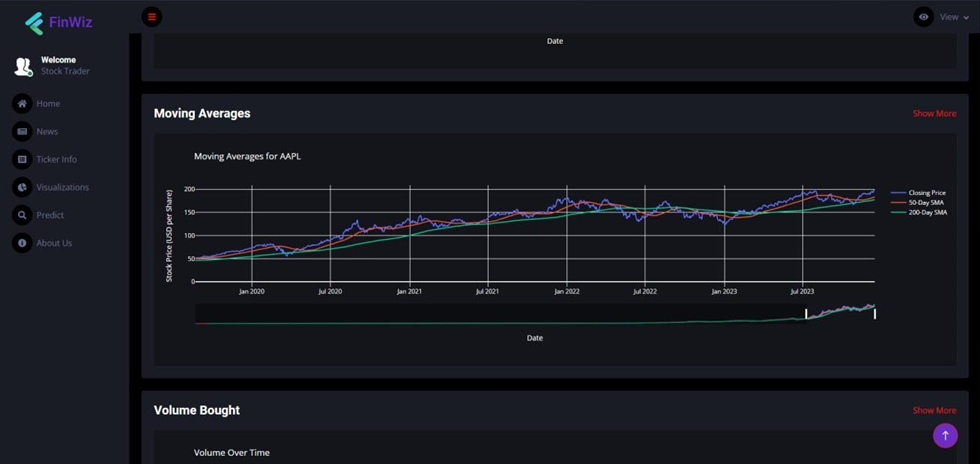 FinWiz
View
Welcome
Stock Trader
Home
News
Ticker Info
Visualizations
Predict
About Us
Date
Moving Averages
Show More
Moving Averages for AAPL
Stock Price (USD per Share)
200
150
100
50
0
Jan 2020 Jul 2020 Jan 2021 Jul 2021 Jan 2022 Jul 2022 Jan 2023 Jul 2023
Closing Price
50-Day SMA
200-Day SMA
Date
Volume Bought
Show More
Volume Over Time